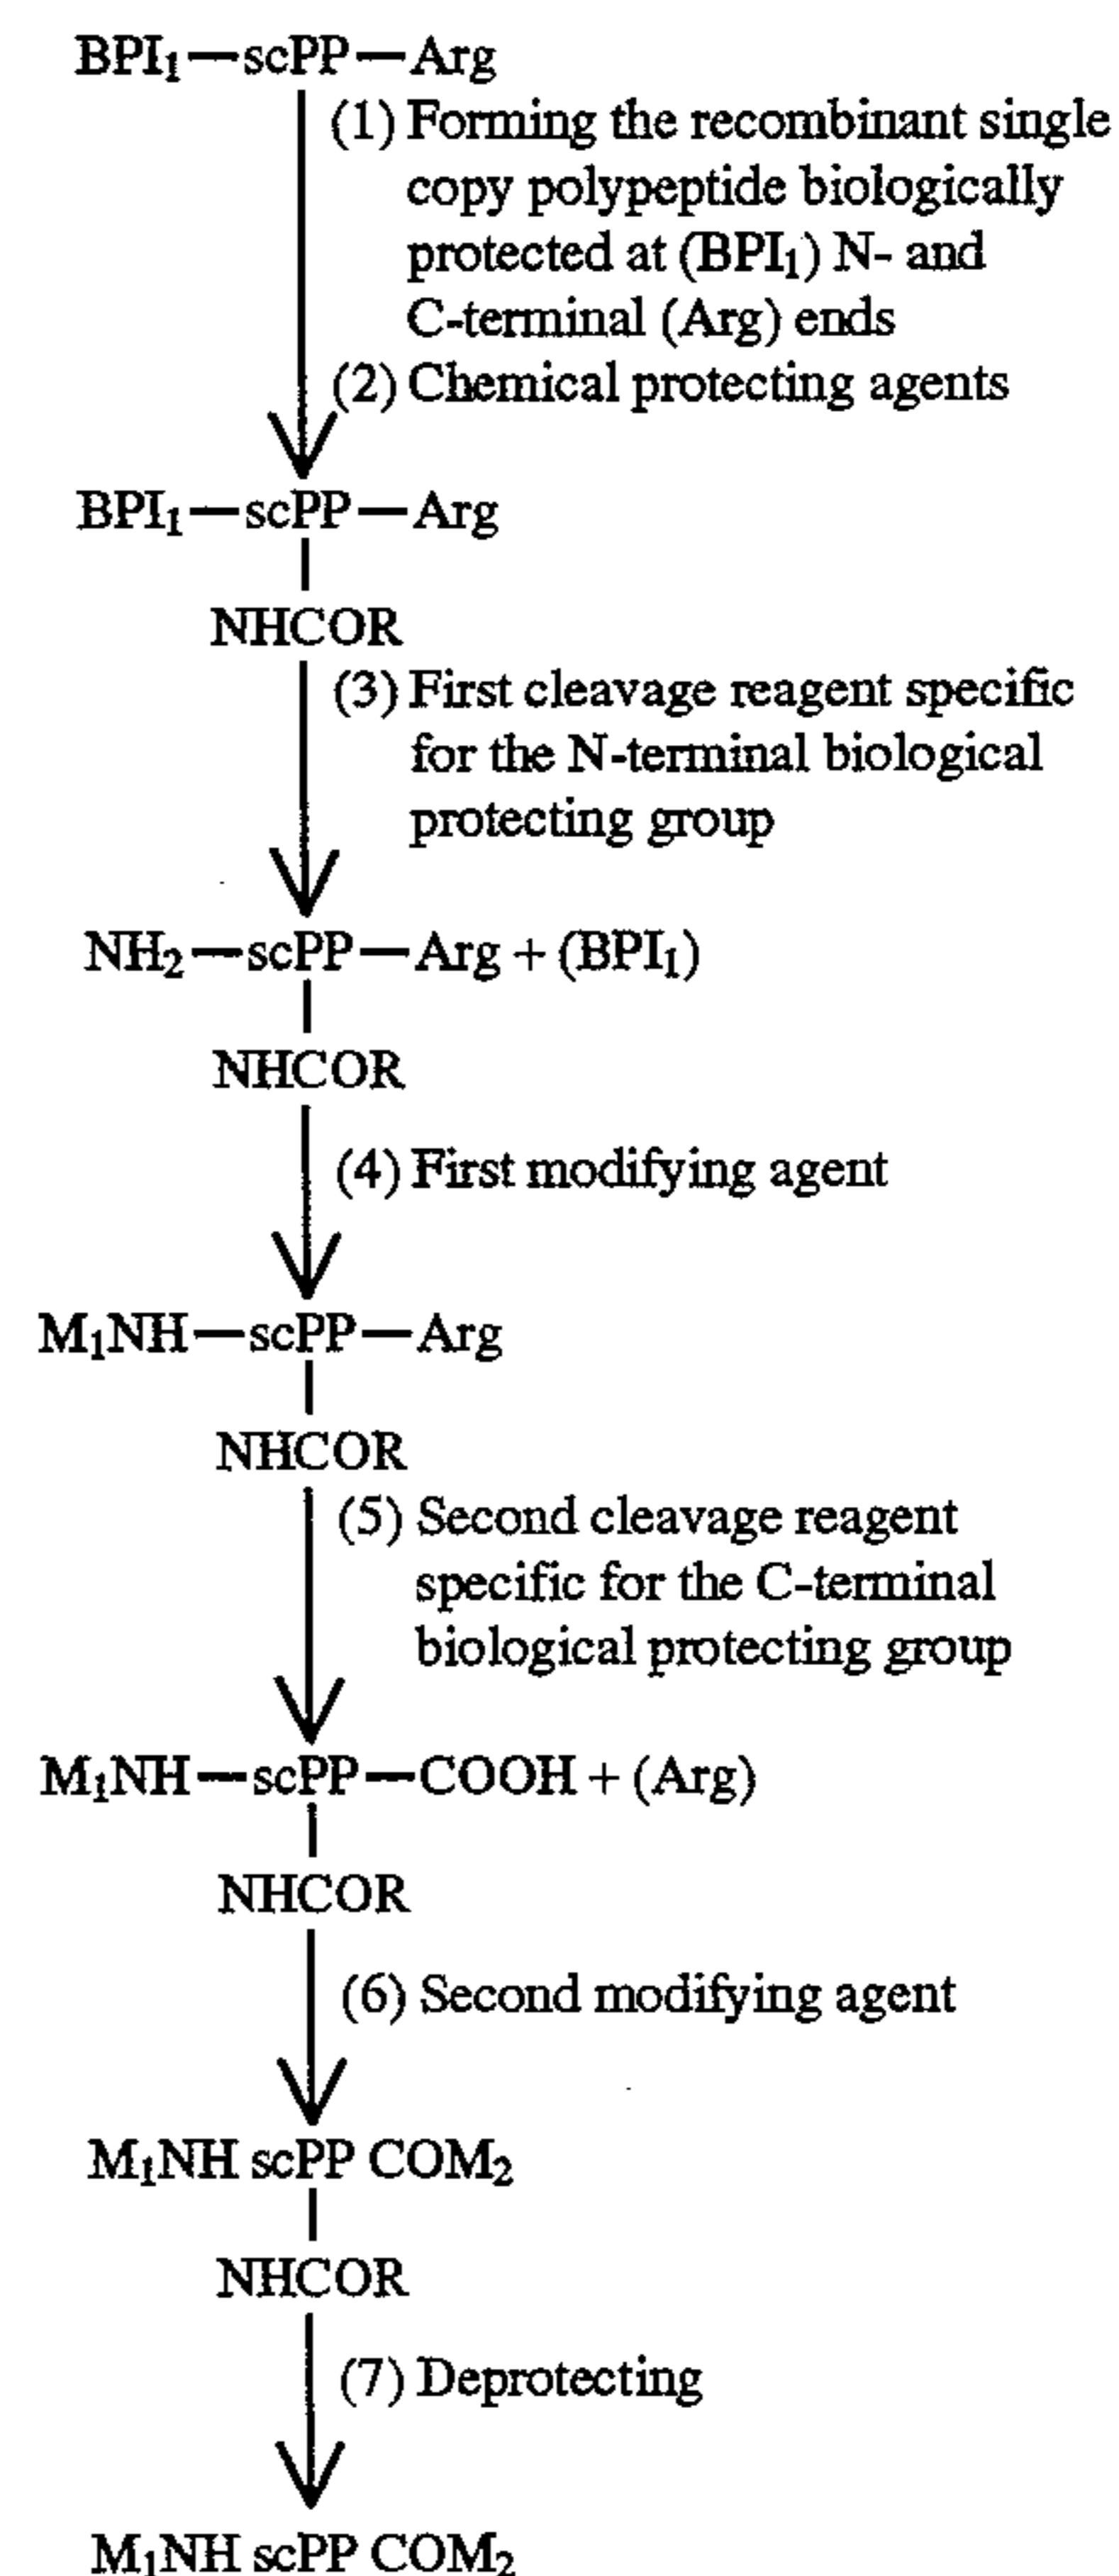 BPI₁—scPP—Arg
(1) Forming the recombinant single
copy polypeptide biologically
protected at (BPI₁) N- and
C-terminal (Arg) ends
(2) Chemical protecting agents
BPI₁—scPP—Arg
NHCOR
(3) First cleavage reagent specific
for the N-terminal biological
protecting group
NH₂—scPP—Arg + (BPI₁)
NHCOR
(4) First modifying agent
M₁NH—scPP—Arg
NHCOR
(5) Second cleavage reagent
specific for the C-terminal
biological protecting group
M₁NH—scPP—COOH + (Arg)
NHCOR
(6) Second modifying agent
M₁NH scPP COM₂
NHCOR
(7) Deprotecting
M₁NH scPP COM₂